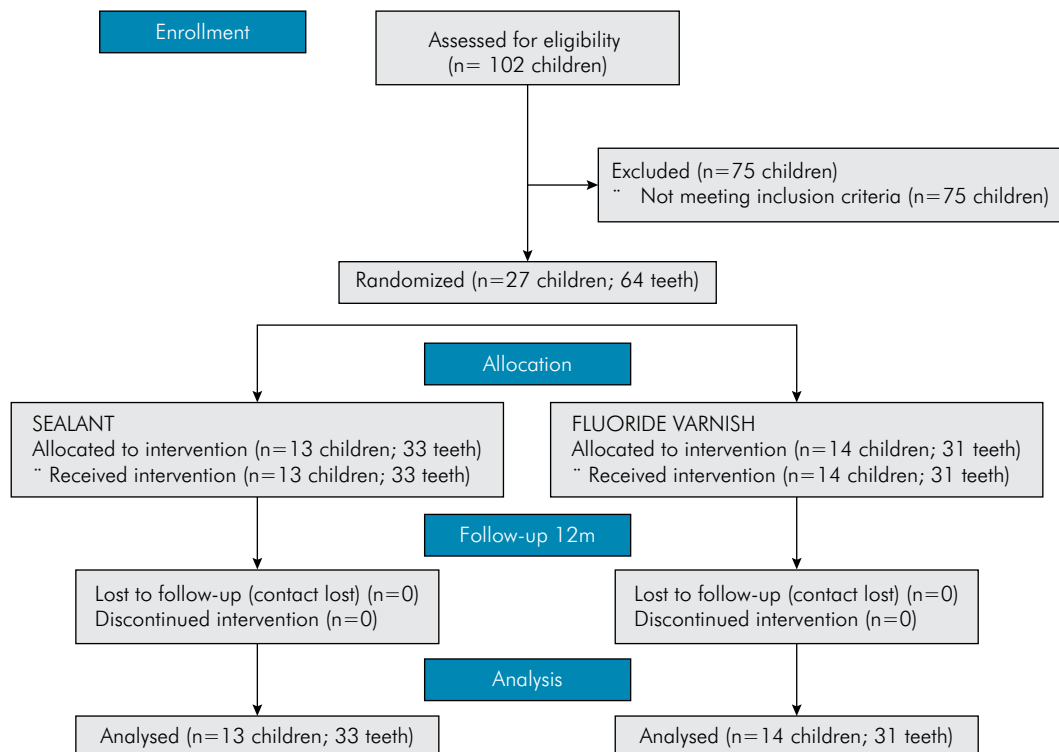 Enrollment
Assessed for eligibility
(n= 102 children)
Excluded (n=75 children)
¨ Not meeting inclusion criteria (n=75 children)
Randomized (n=27 children; 64 teeth)
Allocation
SEALANT
Allocated to intervention (n=13 children; 33 teeth)
¨ Received intervention (n=13 children; 33 teeth)
FLUORIDE VARNISH
Allocated to intervention (n=14 children; 31 teeth)
¨ Received intervention (n=14 children; 31 teeth)
Follow-up 12m
Lost to follow-up (contact lost) (n=0)
Discontinued intervention (n=0)
Lost to follow-up (contact lost) (n=0)
Discontinued intervention (n=0)
Analysis
Analysed (n=13 children; 33 teeth)
Analysed (n=14 children; 31 teeth)